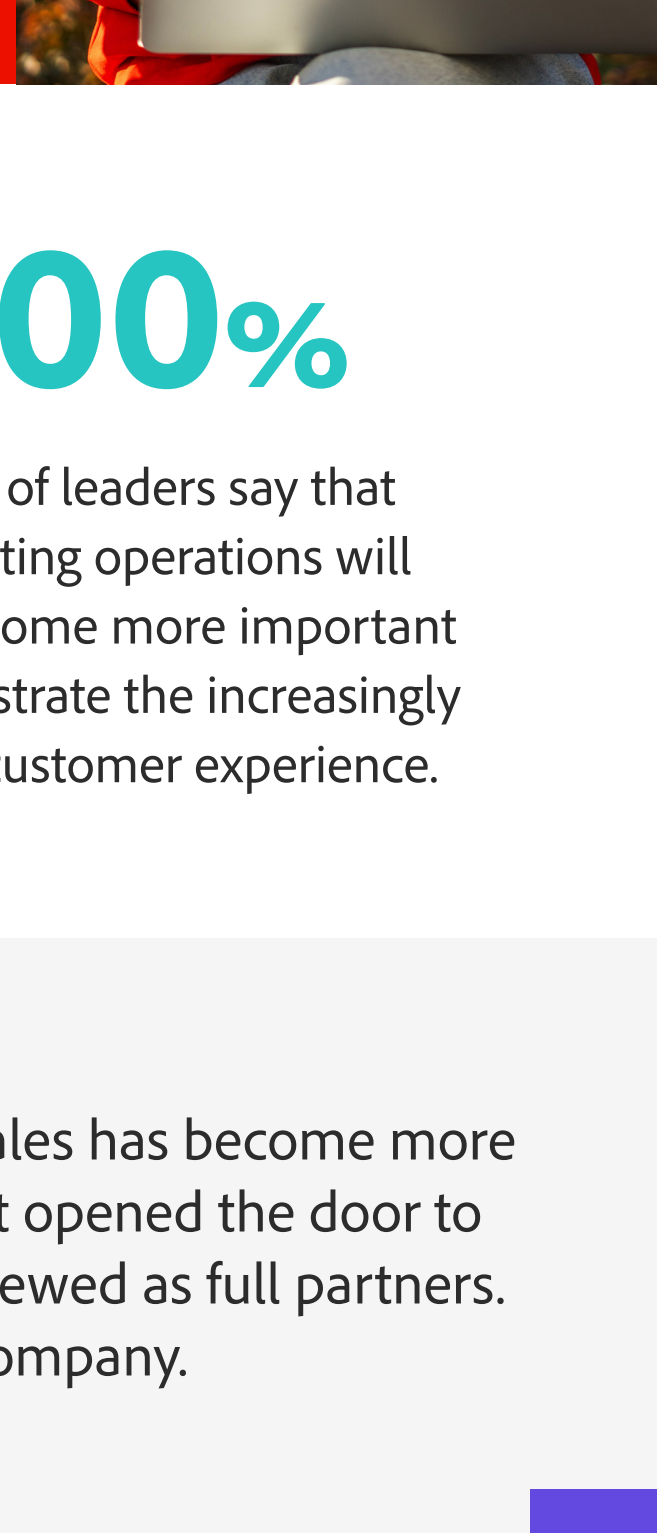 00%
of leaders say that
ting operations will
ome more important
strate the increasingly
customer experience.
ales has become more
t opened the door to
ewed as full partners.
ompany.